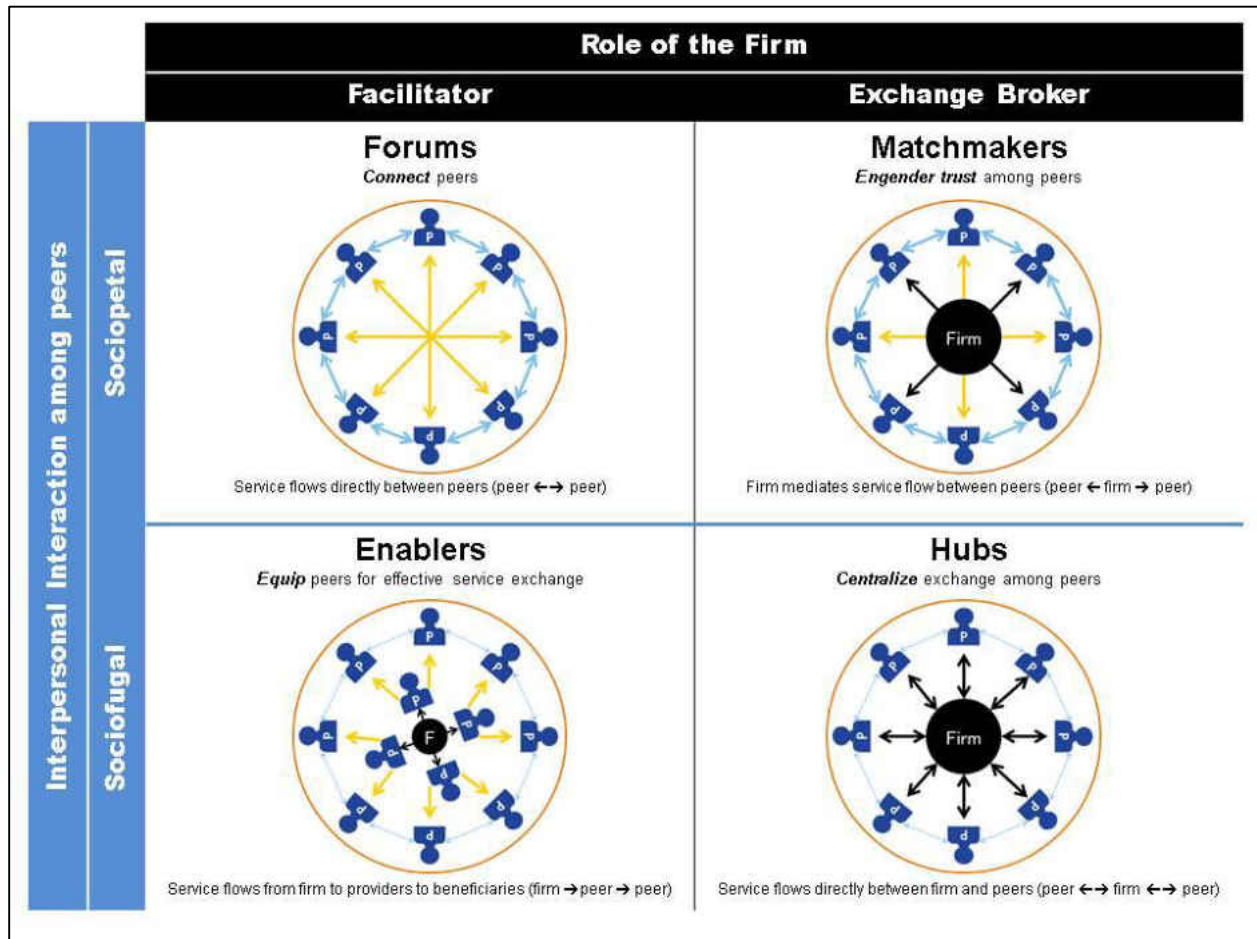 Role of the Firm
Facilitator
Exchange Broker
Interpersonal Interaction among peers
Sociopetal
Forums
Connect peers
P
P
P
P
P
P
P
P
Service flows directly between peers (peer ←→ peer)
Matchmakers
Engender trust among peers
P
P
P
P
P
P
P
P
Firm
Firm mediates service flow between peers (peer ← firm → peer)
Sociofugal
Enablers
Equip peers for effective service exchange
P
P
P
P
P
P
P
P
P
P
P
P
F
Service flows from firm to providers to beneficiaries (firm → peer → peer)
Hubs
Centralize exchange among peers
P
P
P
P
P
P
P
P
Firm
Service flows directly between firm and peers (peer ←→ firm ←→ peer)